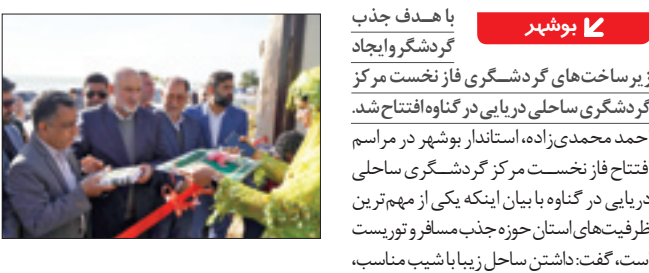 بوشهر
با هدف جذب
گردشگر و ایجاد
زیرساخت‌های گردشگری فاز نخست مرکز
گردشگری ساحلی دریایی در گناوه افتتاح شد.
احمد محمدی‌زاده، استاندار بوشهر در مراسم
افتتاح فاز نخست مرکز گردشگری ساحلی
دریایی در گناوه با بیان اینکه یکی از مهم‌ترین
ظرفیت‌های استان حوزه جذب مسافر و توریست
است، گفت: داشتن ساحل زیبا با شیب مناسب،